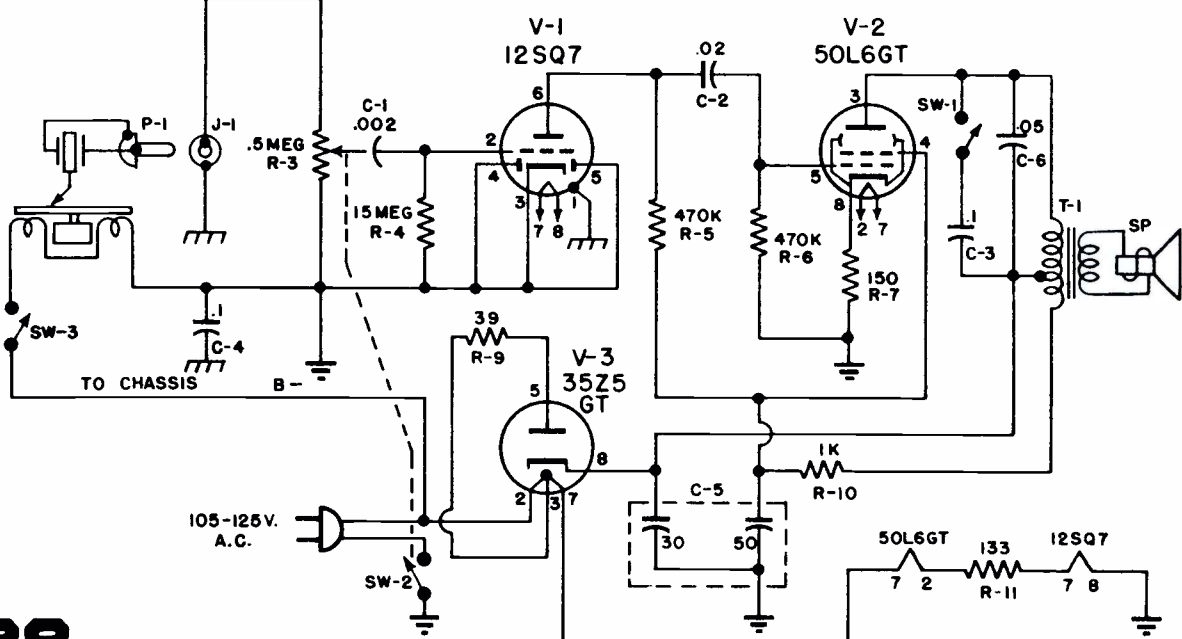 V-1
12SQ7
V-2
50L6GT
.02
C-2
6
3
SW-1
P-1
J-1
C-1
.002
.5MEG
R-3
2
4
5
.05
C-6
4
5
3
1
7 8
8
2 7
15 MEG
R-4
470K
R-5
470K
R-6
150
R-7
.1
C-3
T-1
SP
SW-3
.1
C-4
39
R-9
V-3
35Z5
GT
TO CHASSIS
B-
5
8
2
3
7
1K
R-10
C-5
30
50
105-125V.
A.C.
SW-2
50L6GT
133
12SQ7
7 2
R-11
7 8